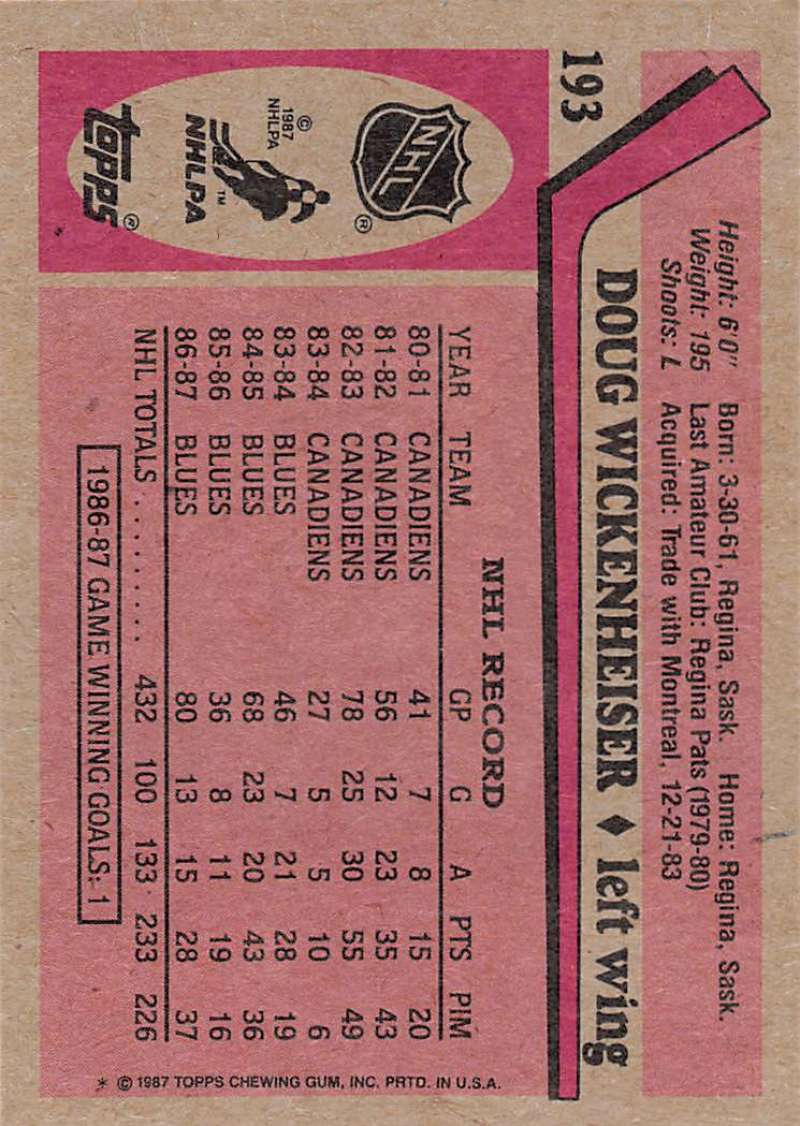 193
Height: 6'0" Born: 3-30-61, Regina, Sask. Home: Regina, Sask.
Weight: 195 Last Amateur Club: Regina Pats (1979-80)
Shoots: L Acquired: Trade with Montreal, 12-21-83
DOUG WICKENHEISER ♦ left wing
NHL
®
© 1987 NHLPA
NHLPA
™
TOPPS
®
NHL RECORD
YEAR TEAM GP G A PTS PIM
80-81 CANADIENS 41 7 8 15 20
81-82 CANADIENS 56 12 23 35 43
82-83 CANADIENS 78 25 30 55 49
83-84 CANADIENS 27 5 5 10 6
83-84 BLUES 46 7 21 28 19
84-85 BLUES 68 23 20 43 36
85-86 BLUES 36 8 11 19 16
86-87 BLUES 80 13 15 28 37
NHL TOTALS .......... 432 100 133 233 226
1986-87 GAME WINNING GOALS: 1
* © 1987 TOPPS CHEWING GUM, INC. PRTD. IN U.S.A.